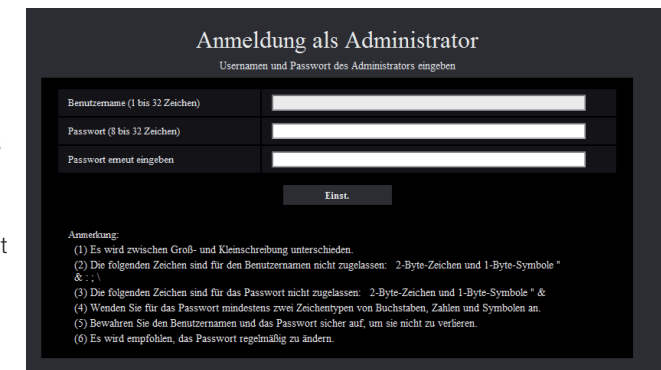 Anmeldung als Administrator
Usernamen und Passwort des Administrators eingeben
Benutzername (1 bis 32 Zeichen)
Passwort (8 bis 32 Zeichen)
Passwort erneut eingeben
Einst.
Anmerkung:
(1) Es wird zwischen Groß- und Kleinschreibung unterschieden.
(2) Die folgenden Zeichen sind für den Benutzernamen nicht zugelassen: 2-Byte-Zeichen und 1-Byte-Symbole "
& : ; \
(3) Die folgenden Zeichen sind für das Passwort nicht zugelassen: 2-Byte-Zeichen und 1-Byte-Symbole " &
(4) Wenden Sie für das Passwort mindestens zwei Zeichentypen von Buchstaben, Zahlen und Symbolen an.
(5) Bewahren Sie den Benutzernamen und das Passwort sicher auf, um sie nicht zu verlieren.
(6) Es wird empfohlen, das Passwort regelmäßig zu ändern.